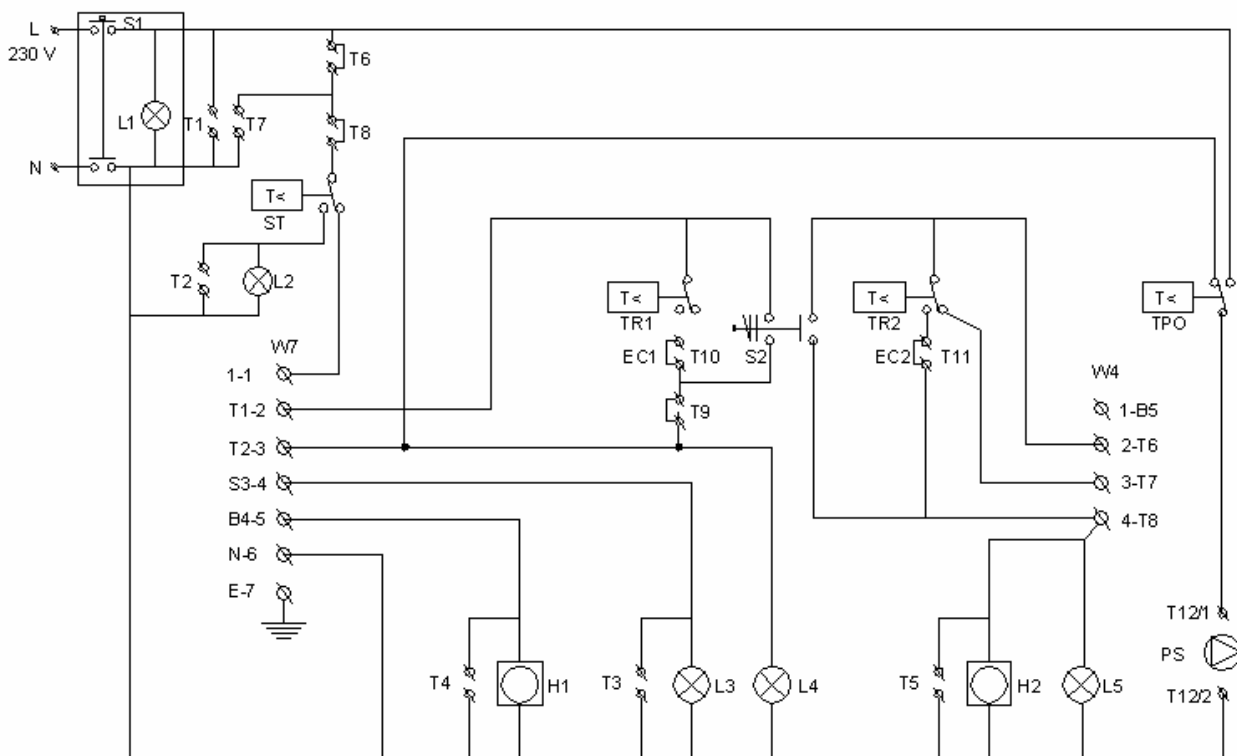 L
S1
230 V
T6
L1
T1
T7
T8
N
T<
ST
T2
L2
T<
TR1
T<
TR2
T<
TPO
EC1
T10
S2
EC2
T11
W7
1-1
W4
T1-2
T9
1-B5
T2-3
2-T6
S3-4
3-T7
B4-5
4-T8
N-6
E-7
T12/1
PS
T4
H1
T3
L3
L4
T5
H2
L5
T12/2